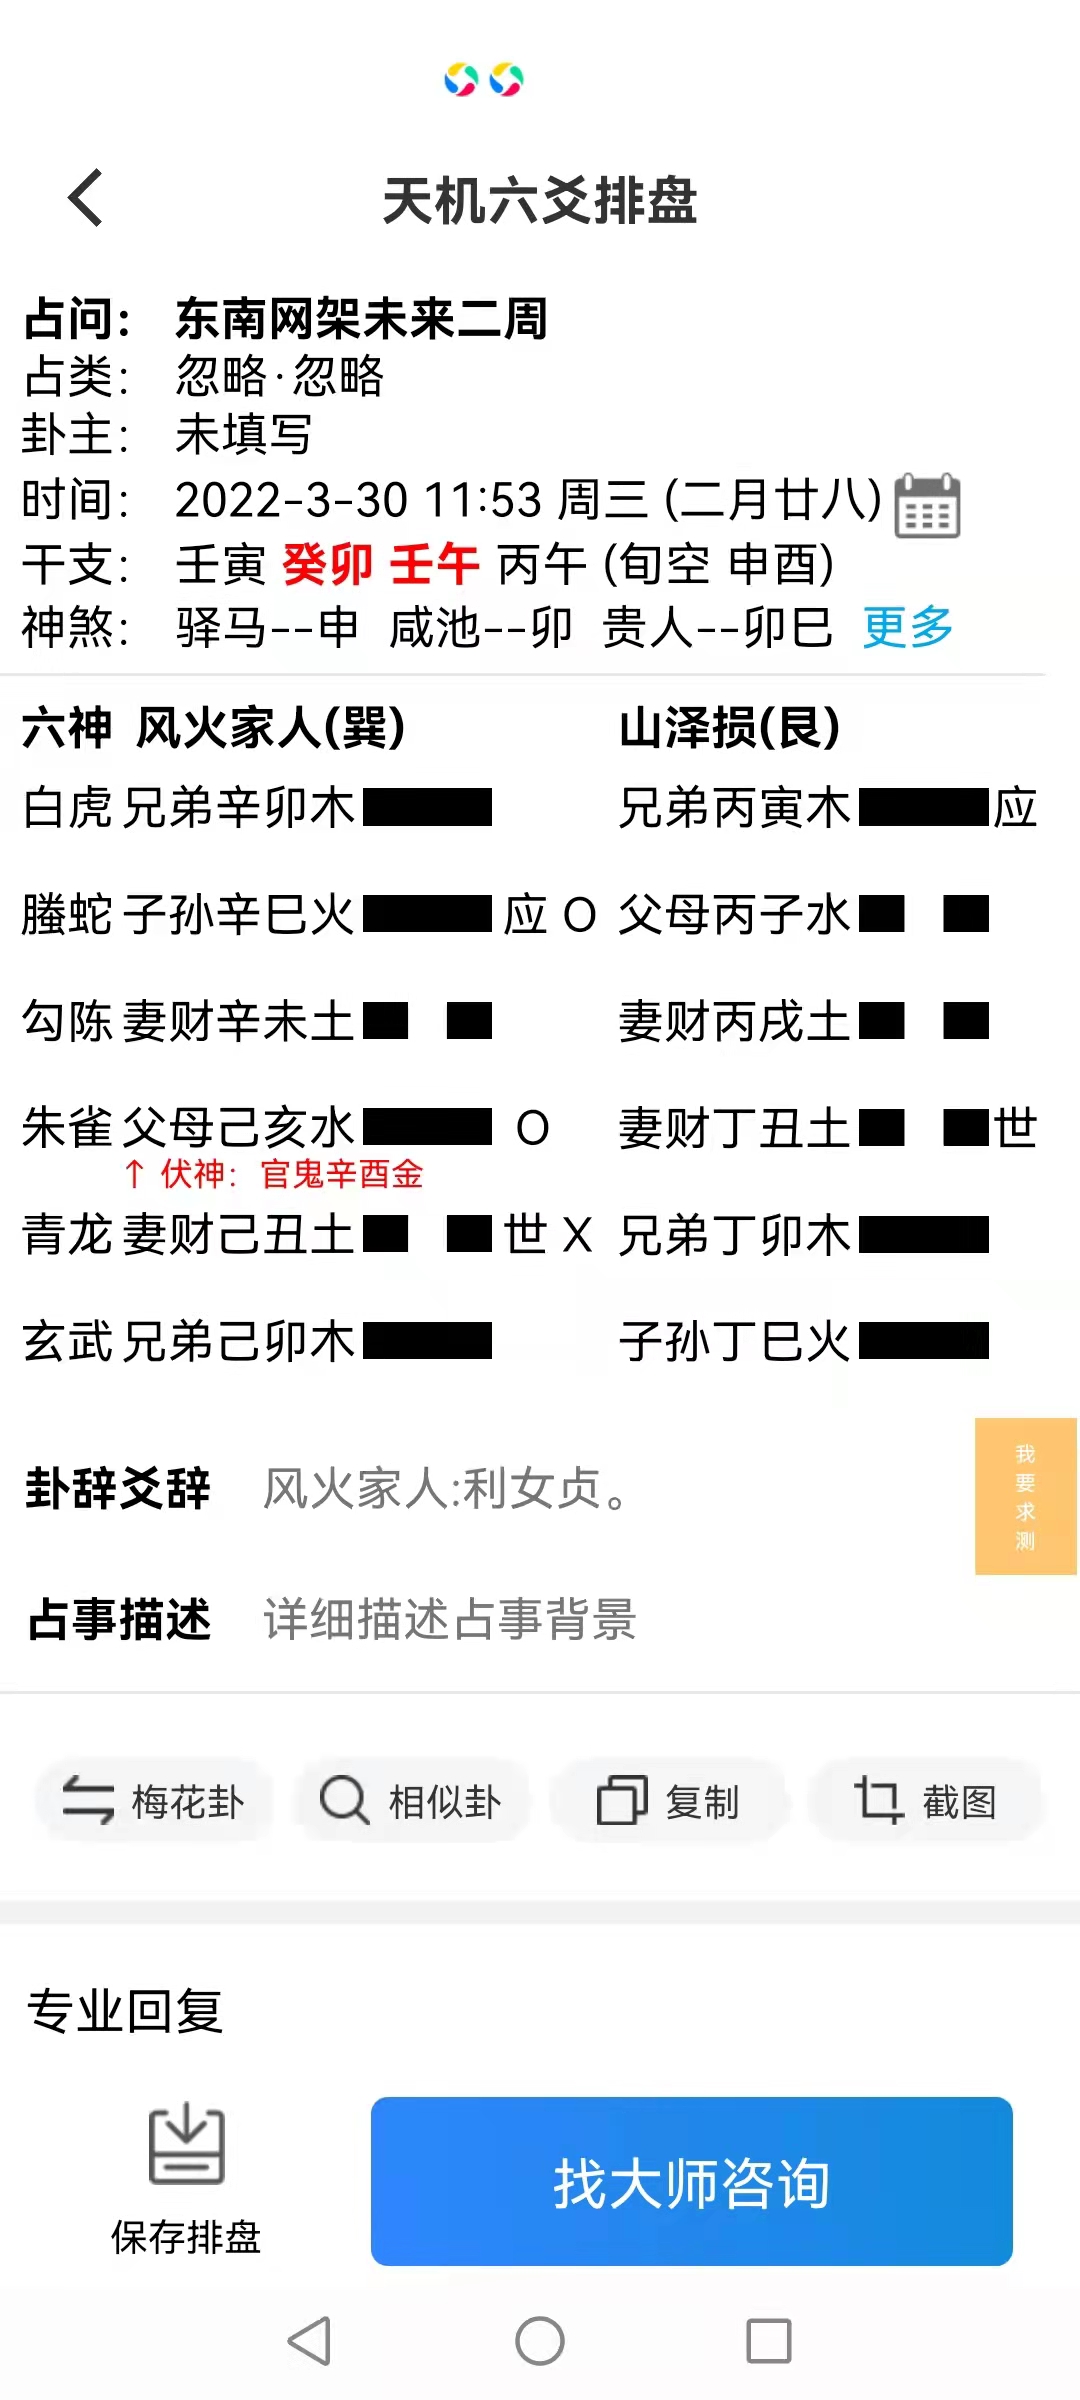 天机六爻排盘
占问： 东南网架未来二周
占类： 忽略·忽略
卦主： 未填写
时间： 2022-3-30 11:53 周三 (二月廿八)
干支： 壬寅 癸卯 壬午 丙午 (旬空 申酉)
神煞： 驿马--申 咸池--卯 贵人--卯巳 更多
六神 风火家人(巽) 山泽损(艮)
白虎 兄弟辛卯木 兄弟丙寅木 应
螣蛇 子孙辛巳火 应 O 父母丙子水
勾陈 妻财辛未土 妻财丙戌土
朱雀 父母己亥水 O 妻财丁丑土 世
↑ 伏神： 官鬼辛酉金
青龙 妻财己丑土 世 X 兄弟丁卯木
玄武 兄弟己卯木 子孙丁巳火
卦辞爻辞 风火家人:利女贞。
我要求测
占事描述 详细描述占事背景
梅花卦 相似卦 复制 截图
专业回复
保存排盘 找大师咨询